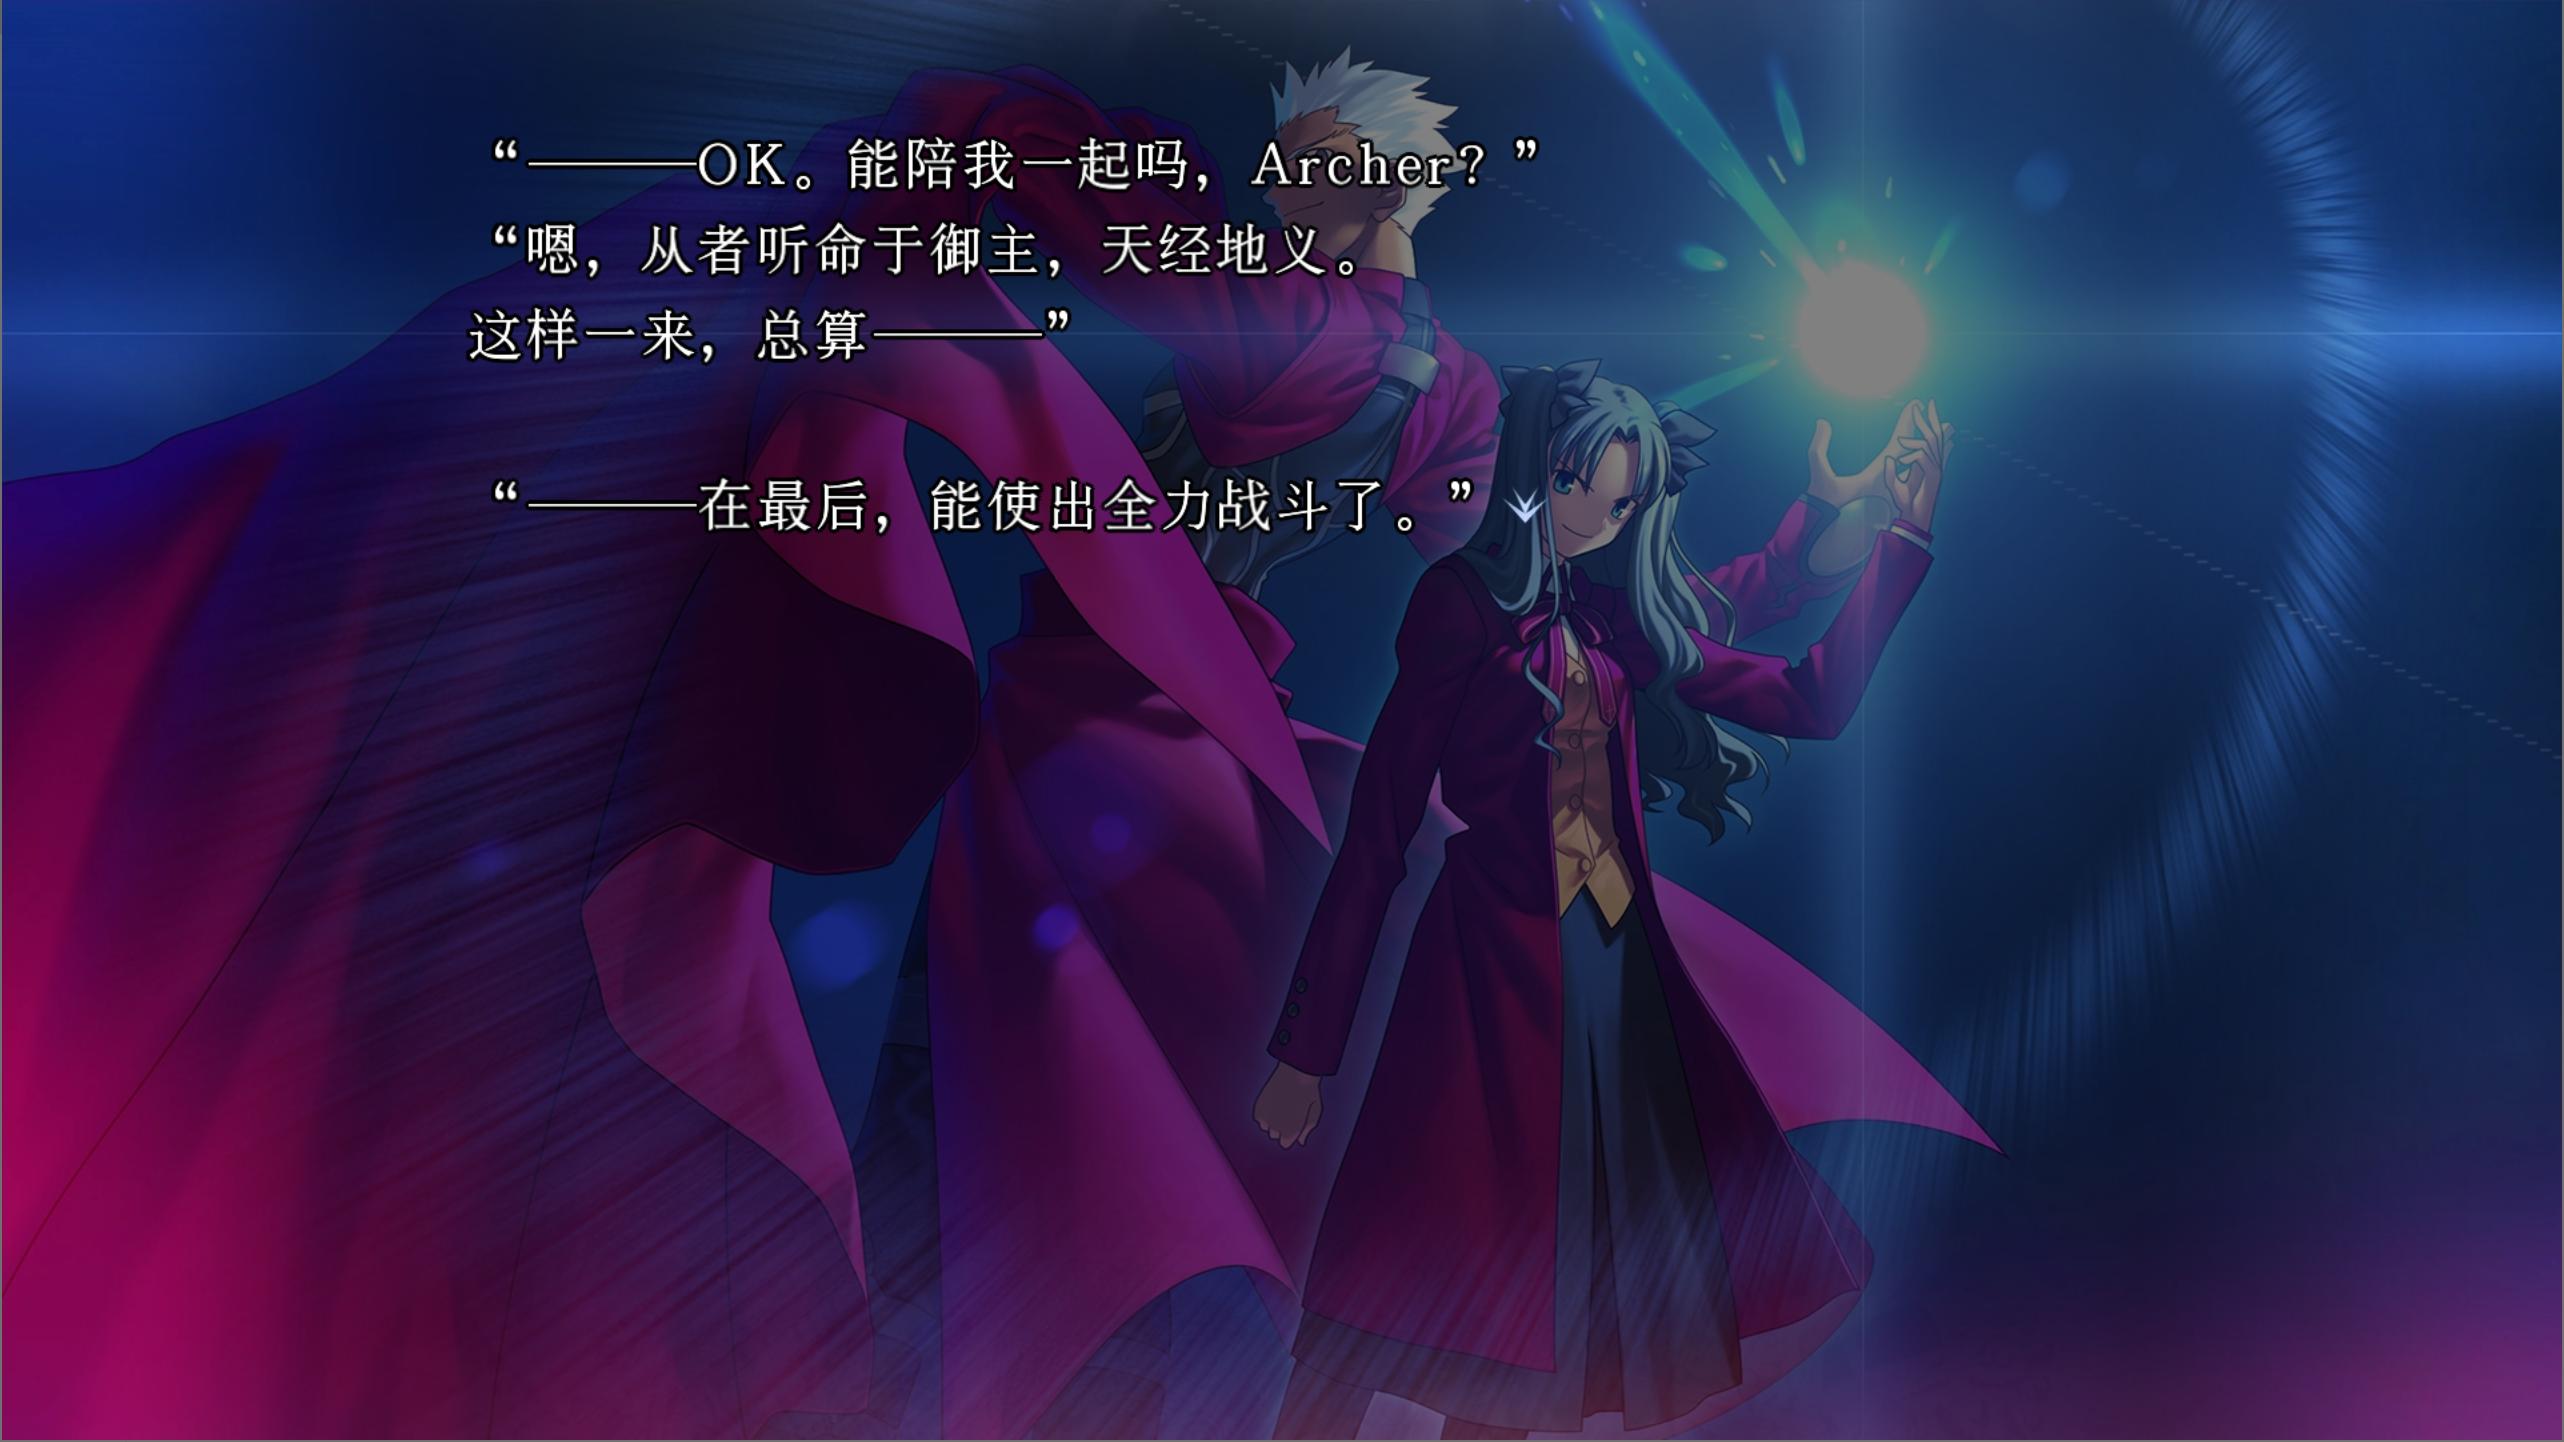 “———OK。能陪我一起吗，Archer？”
“嗯，从者听命于御主，天经地义。
这样一来，总算———”
“———在最后，能使出全力战斗了。”